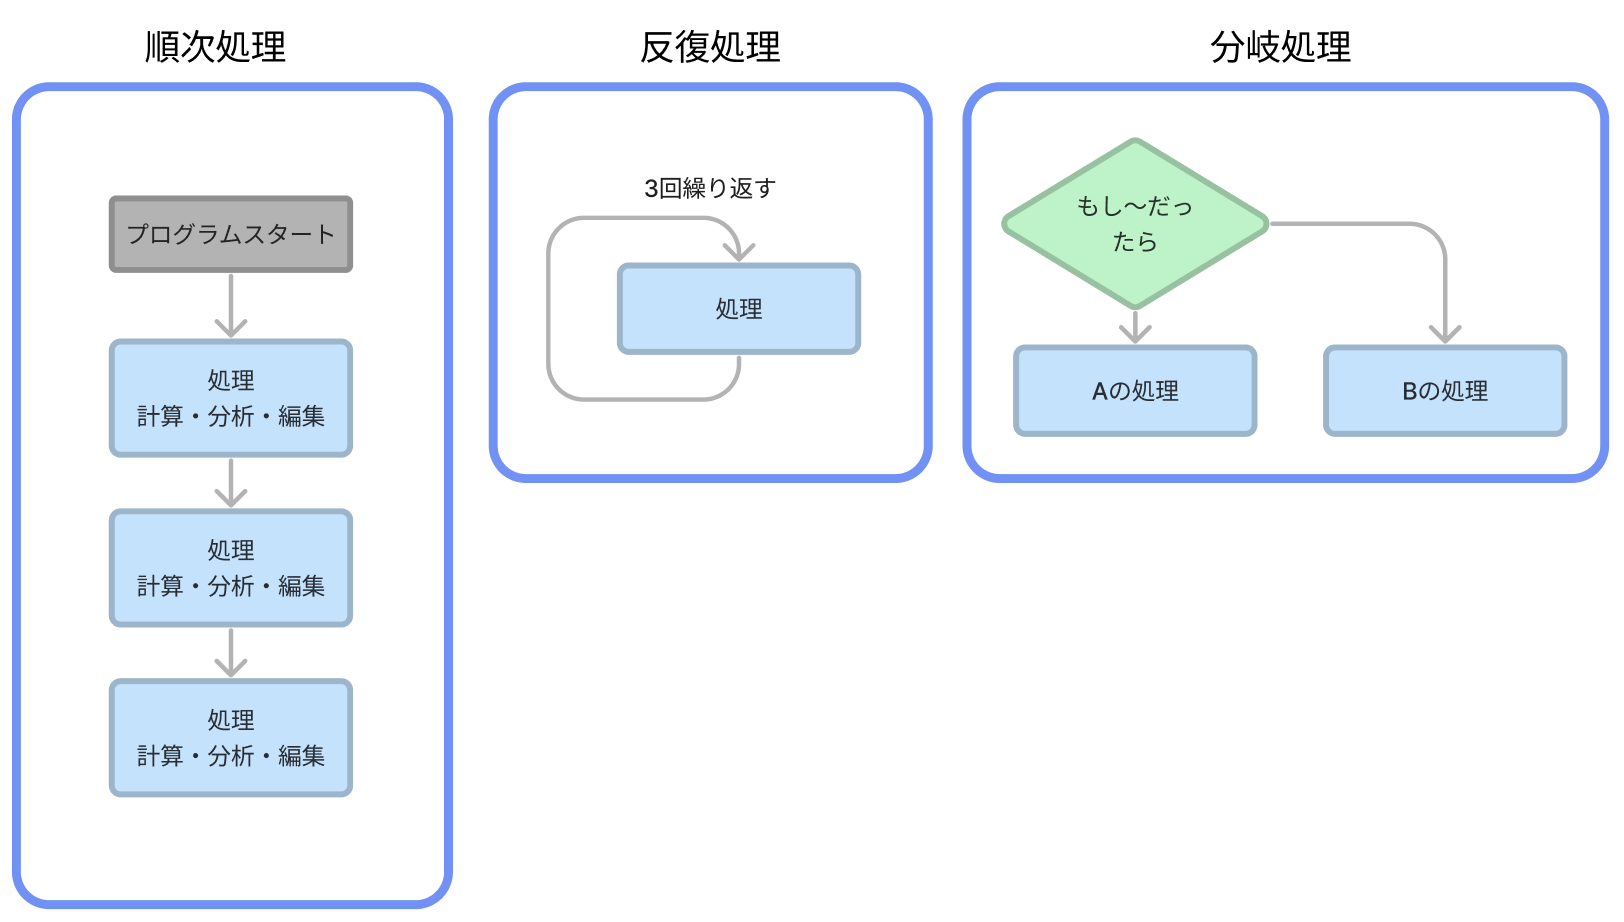 順次処理
プログラムスタート
処理
計算・分析・編集
処理
計算・分析・編集
処理
計算・分析・編集
反復処理
3回繰り返す
処理
分岐処理
もし〜だっ
たら
Aの処理
Bの処理